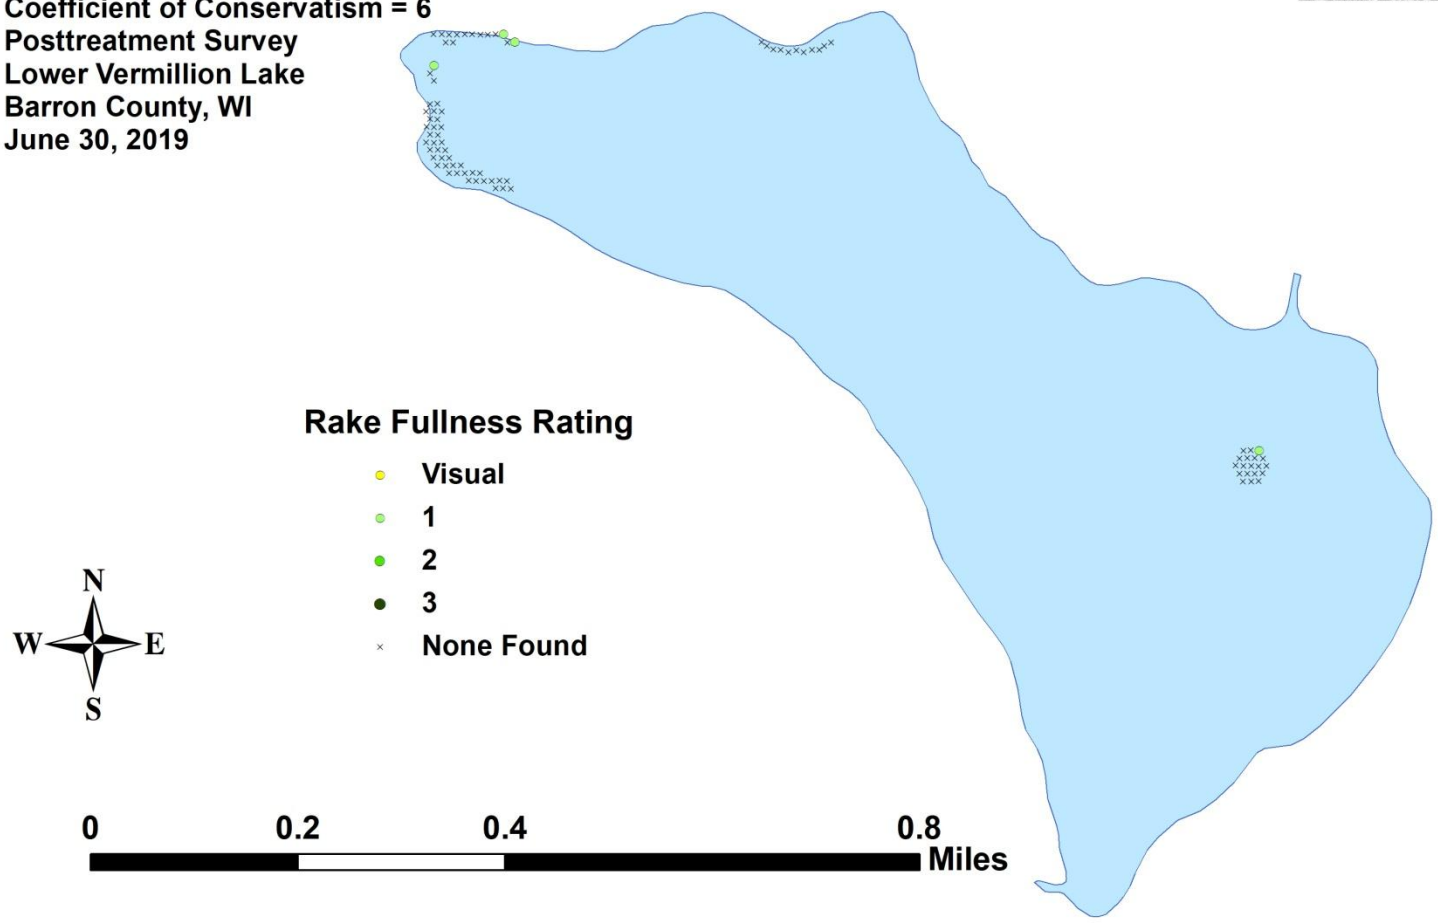 Coefficient of Conservatism = 6
Posttreatment Survey
Lower Vermillion Lake
Barron County, WI
June 30, 2019
Rake Fullness Rating
Visual
1
2
3
None Found
N
W E
S
0 0.2 0.4 0.8
Miles